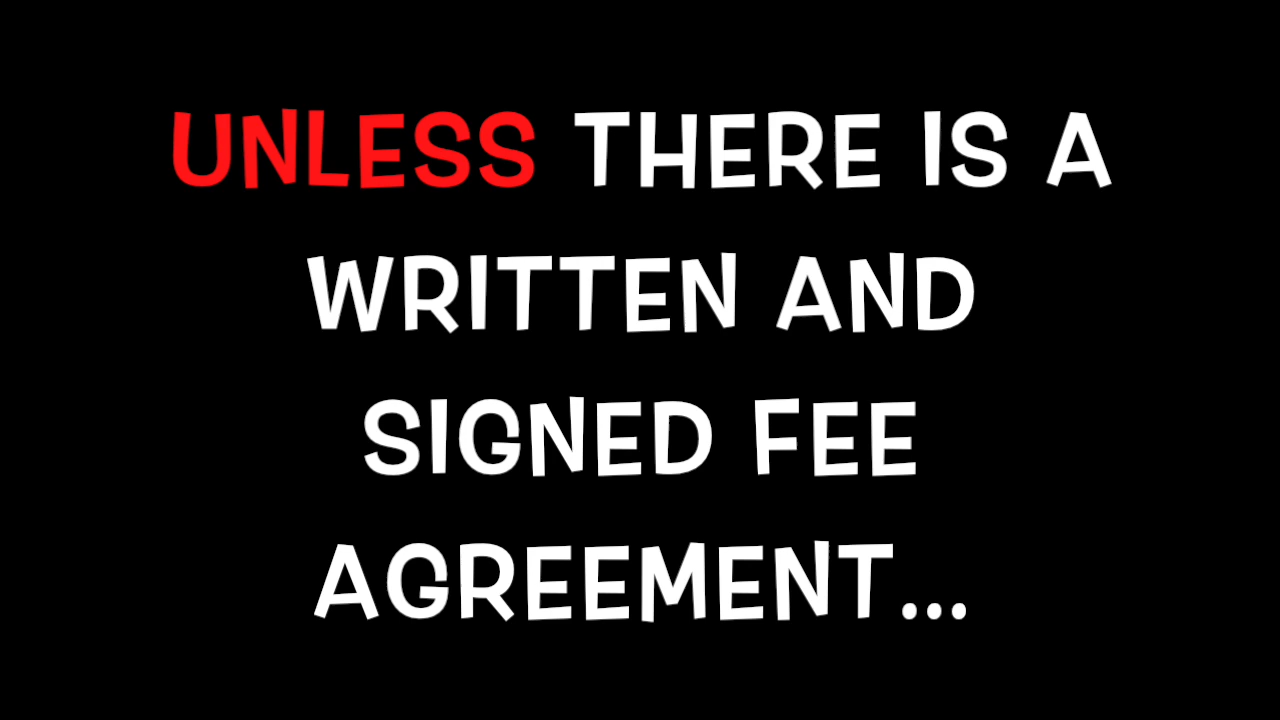 UNLESS THERE IS A
WRITTEN AND
SIGNED FEE
AGREEMENT...